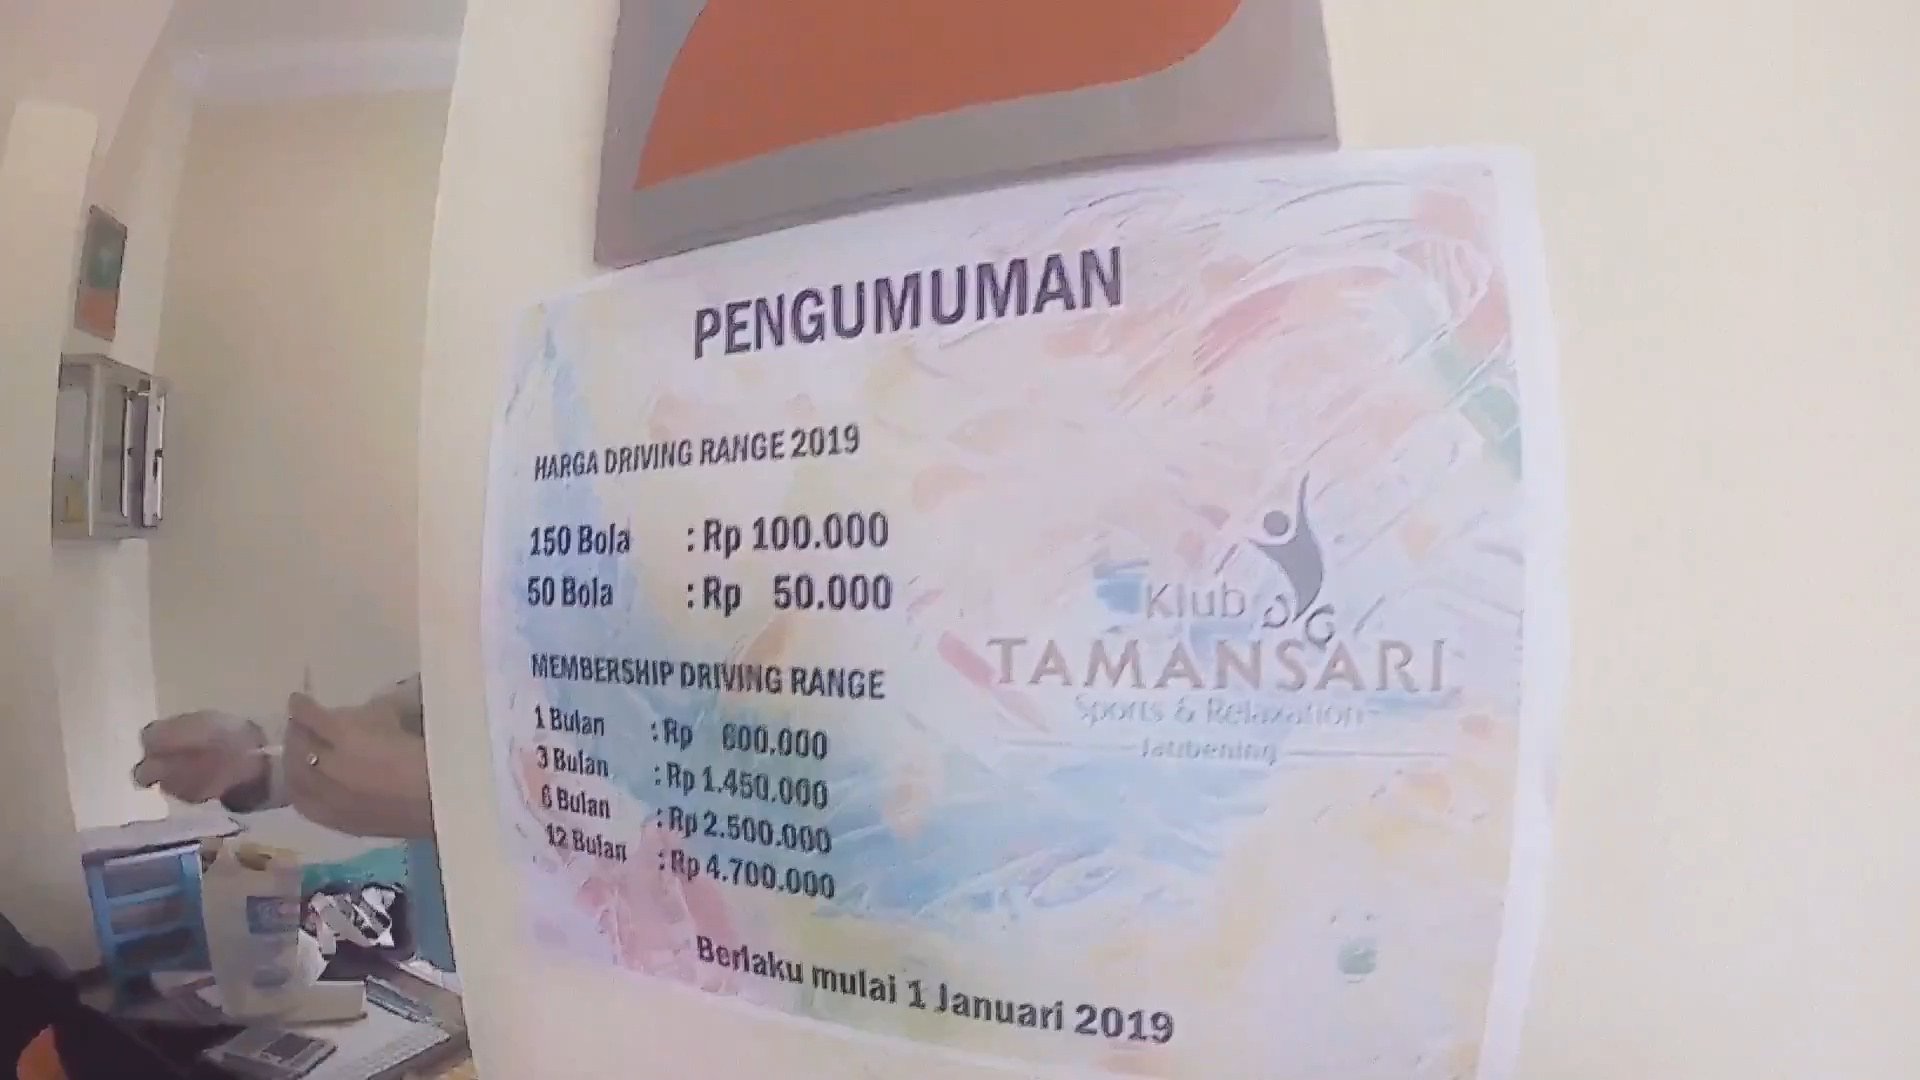 PENGUMUMAN
HARGA DRIVING RANGE 2019
150 Bola : Rp 100.000
50 Bola : Rp 50.000
MEMBERSHIP DRIVING RANGE
1 Bulan : Rp 600.000
3 Bulan : Rp 1.450.000
6 Bulan : Rp 2.500.000
12 Bulan : Rp 4.700.000
Berlaku mulai 1 Januari 2019
Klub
TAMANSARI
Sports & Relaxation
Jatibening